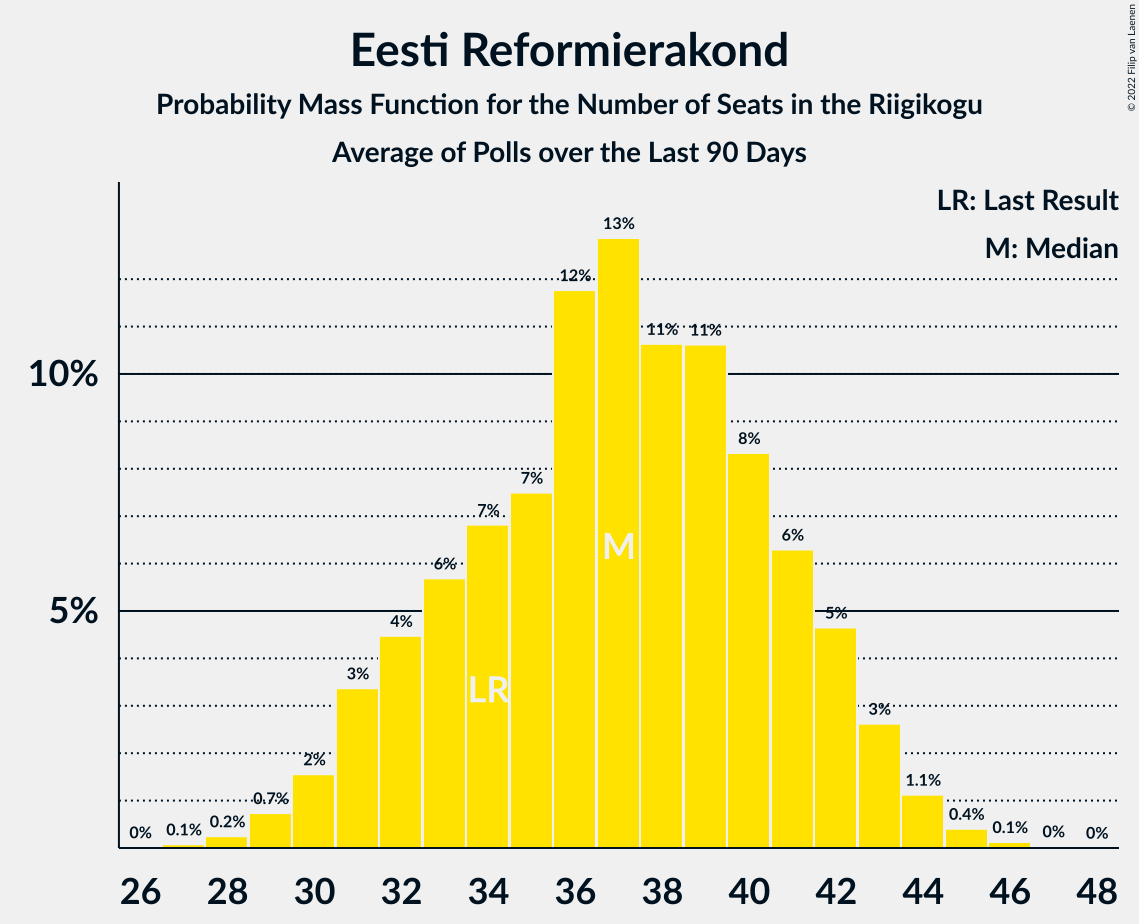 Eesti Reformierakond
Probability Mass Function for the Number of Seats in the Riigikogu
Average of Polls over the Last 90 Days
© 2022 Filip van Laenen
LR: Last Result
M: Median
10%
5%
0%
0.1%
0.2%
0.7%
2%
3%
4%
6%
7%
7%
12%
13%
11%
11%
8%
6%
5%
3%
1.1%
0.4%
0.1%
0%
0%
LR
M
26 28 30 32 34 36 38 40 42 44 46 48